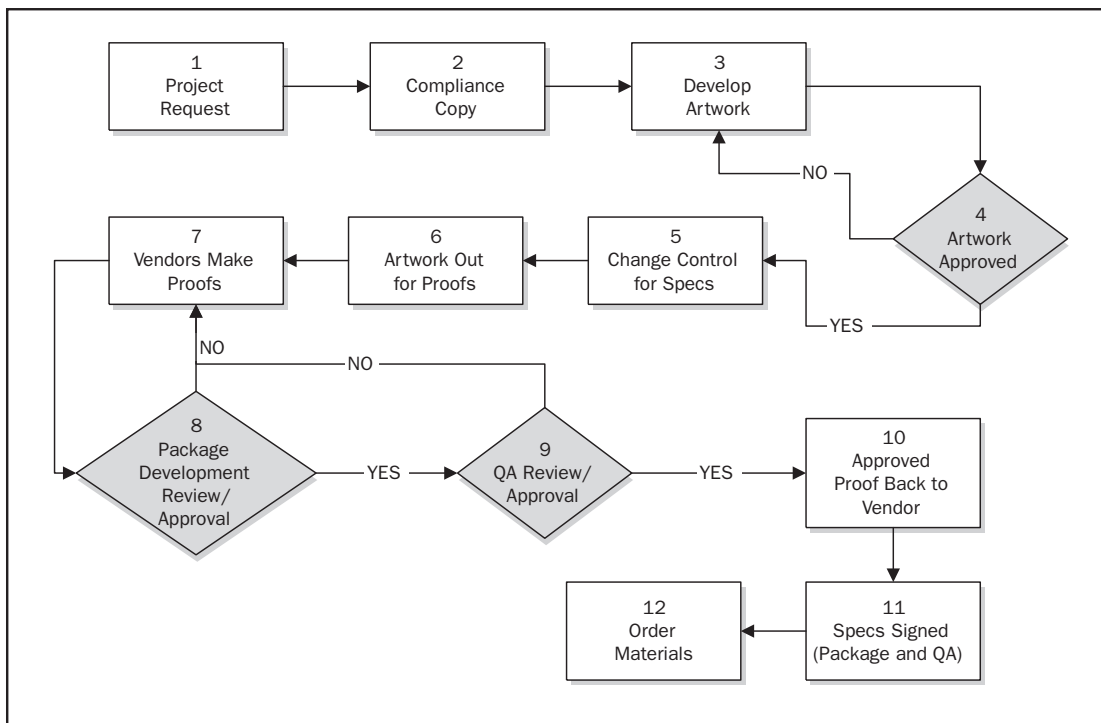 1
Project
Request
2
Compliance
Copy
3
Develop
Artwork
NO
4
Artwork
Approved
YES
5
Change Control
for Specs
6
Artwork Out
for Proofs
7
Vendors Make
Proofs
NO
NO
8
Package
Development
Review/
Approval
YES
9
QA Review/
Approval
YES
10
Approved
Proof Back to
Vendor
11
Specs Signed
(Package and QA)
12
Order
Materials